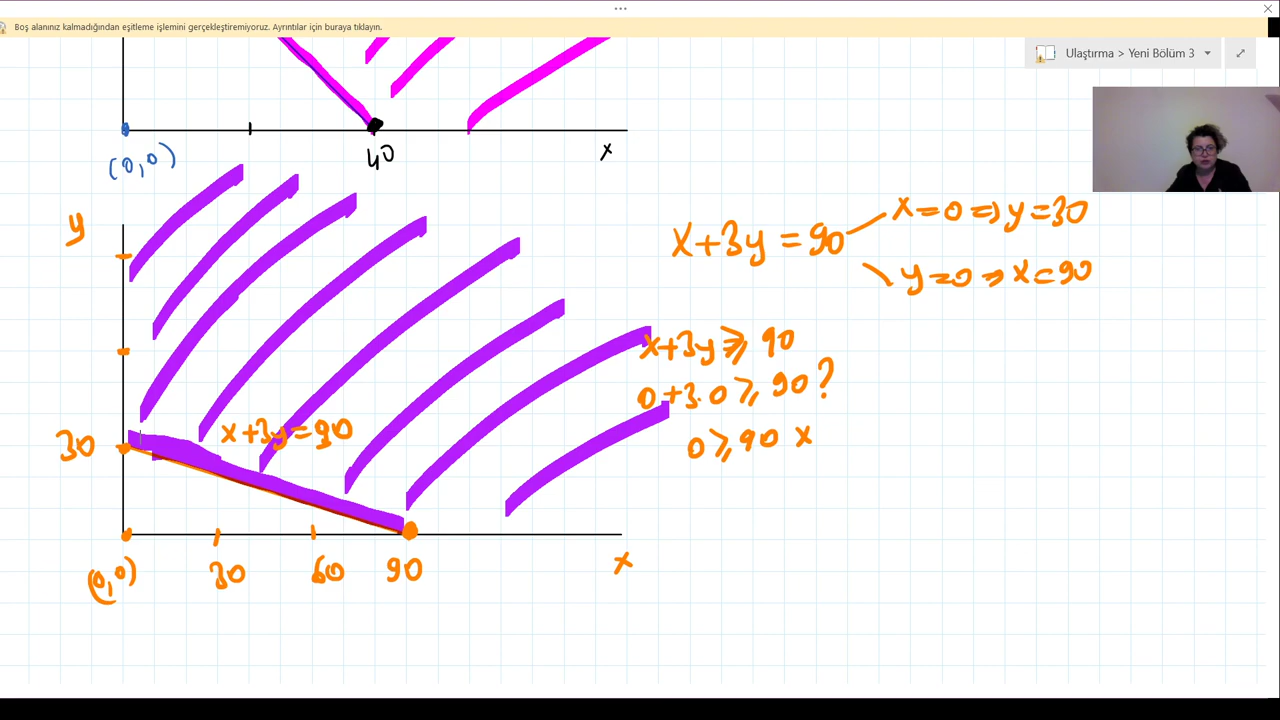 Boş alanınız kalmadığından eşitleme işlemini gerçekleştiremiyoruz. Ayrıntılar için buraya tıklayın.
Ulaştırma > Yeni Bölüm 3
(0,0)
40
x
y
x+3y=90
x=0⇒y=30
y=0⇒x=90
x+3y⩾90
0+3.0⩾90?
0⩾90 x
30
x+3y=90
(0,0)
30
60
90
x